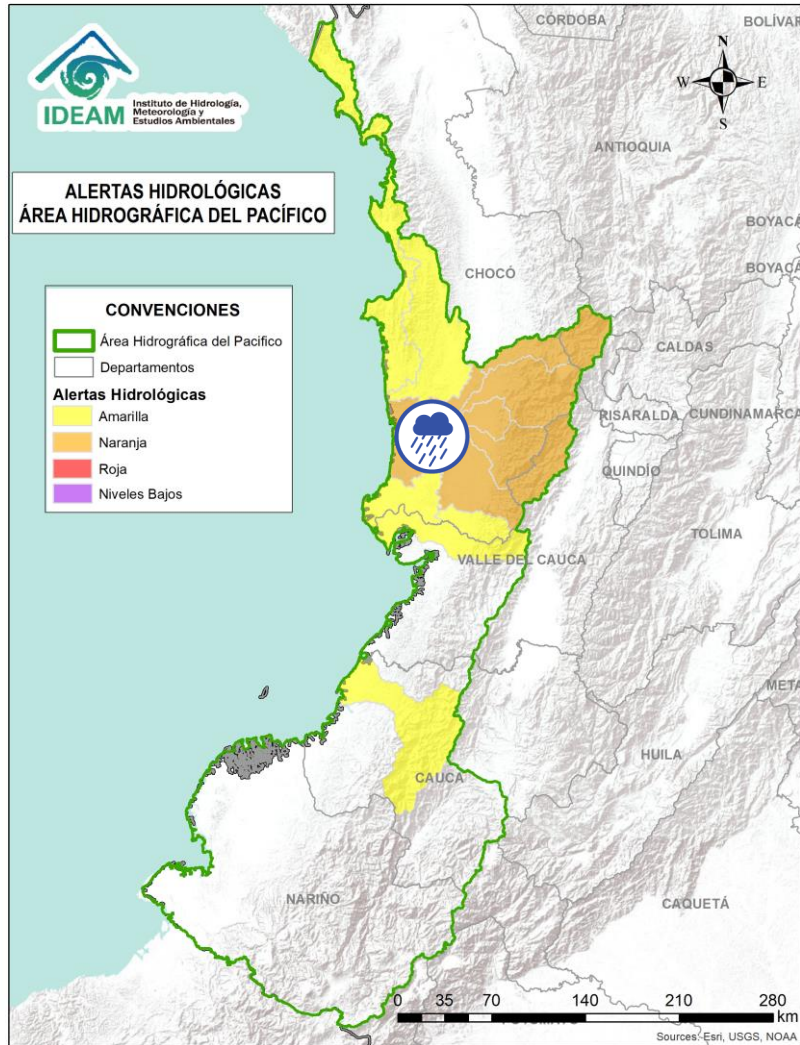 IDEAM
Instituto de Hidrología,
Meteorología y
Estudios Ambientales
ALERTAS HIDROLÓGICAS
ÁREA HIDROGRÁFICA DEL PACÍFICO
CONVENCIONES
Área Hidrográfica del Pacifico
Departamentos
Alertas Hidrológicas
Amarilla
Naranja
Roja
Niveles Bajos
CÓRDOBA
BOLÍVAR
N
W
E
S
ANTIOQUIA
BOYACÁ
CHOCÓ
BOYACÁ
CALDAS
RISARALDA
CUNDINAMARCA
QUINDÍO
TOLIMA
VALLE DEL CAUCA
META
HUILA
CAUCA
NARIÑO
CAQUETÁ
0 35 70 140 210 280
km
Sources: Esri, USGS, NOAA